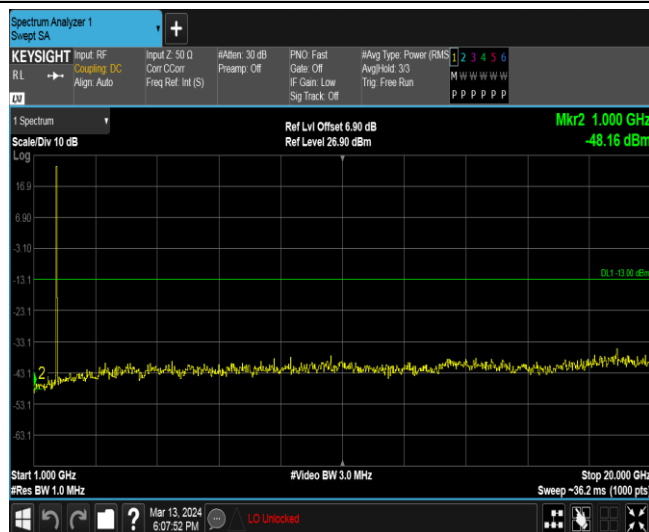 Spectrum Analyzer 1
Swept SA
+
KEYSIGHT Input: RF Input Z: 50 Ω #Atten: 30 dB PNO: Fast #Avg Type: Power (RMS 1 2 3 4 5 6
RL Coupling: DC Corr CCorr Preamp: Off Gate: Off Avg|Hold: 3/3 M W W W W W
Align: Auto Freq Ref: Int (S) IF Gain: Low Trig: Free Run
LXI Sig Track: Off P P P P P P
1 Spectrum
Ref Lvl Offset 6.90 dB Mkr2 1.000 GHz
Scale/Div 10 dB Ref Level 26.90 dBm -48.16 dBm
Log
16.9
6.90
-3.10
DL1 -13.00 dBm
-13.1
-23.1
-33.1
-43.1 2
-53.1
-63.1
Start 1.000 GHz #Video BW 3.0 MHz Stop 20.000 GHz
#Res BW 1.0 MHz Sweep ~36.2 ms (1000 pts)
? Mar 13, 2024
6:07:52 PM LO Unlocked